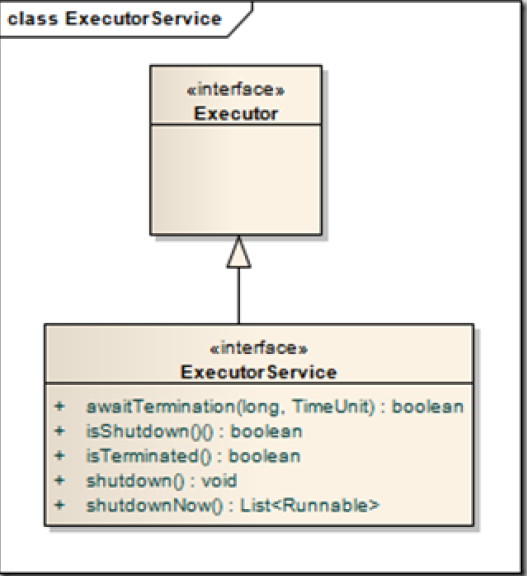 class ExecutorService
«interface»
Executor
«interface»
ExecutorService
+ awaitTermination(long, TimeUnit) : boolean
+ isShutdown()() : boolean
+ isTerminated() : boolean
+ shutdown() : void
+ shutdownNow() : List<Runnable>